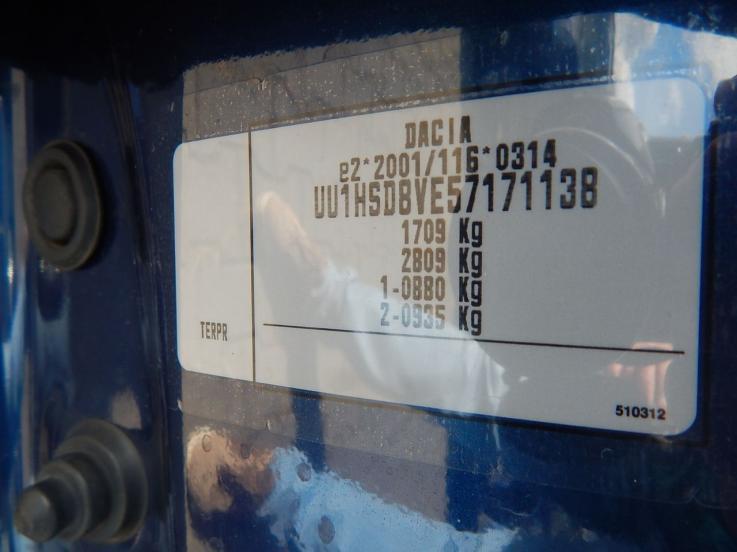 DACIA
e2*2001/116*0314
UU1HSDBVE57171138
1709 Kg
2809 Kg
1-0880 Kg
2-0935 Kg
TERPR
510312